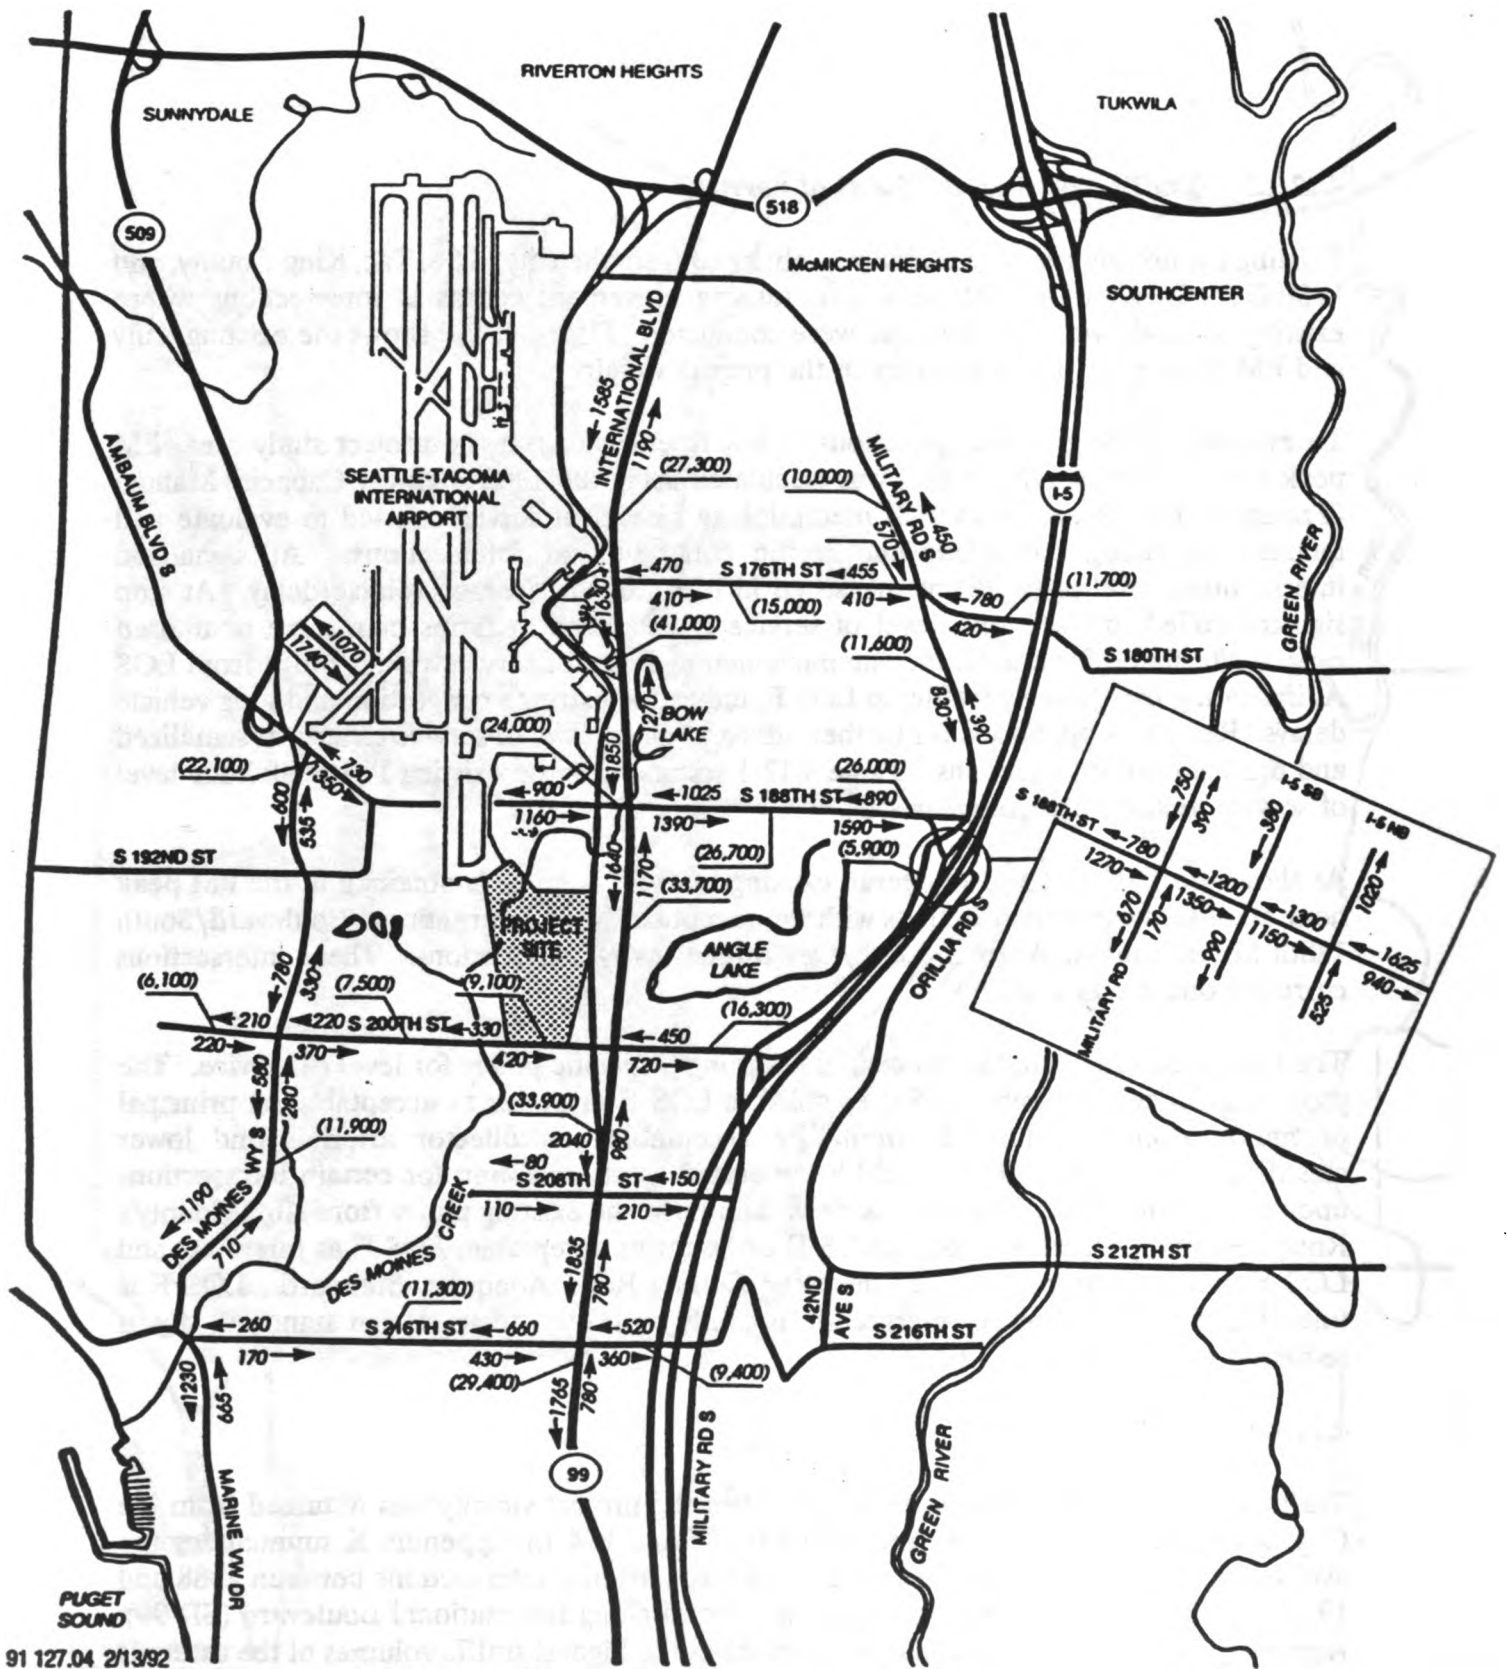 RIVERTON HEIGHTS
TUKWILA
SUNNYDALE
518
509
McMICKEN HEIGHTS
SOUTHCENTER
INTERNATIONAL BLVD
1585
1190
(27,300)
(10,000)
MILITARY RD S
450
570
I-5
AMBAUM BLVD S
SEATTLE-TACOMA
INTERNATIONAL
AIRPORT
GREEN RIVER
470
S 176TH ST
455
410
(15,000)
410
(11,700)
780
420
1630
(41,000)
(11,600)
S 180TH ST
1070
1740
830
390
1270
BOW
LAKE
(24,000)
1850
(22,100)
730
1350
600
535
900
1160
1025
S 188TH ST
890
1390
1590
(26,000)
(26,700)
(5,900)
S 192ND ST
1640
1170
(33,700)
PROJECT
SITE
ANGLE
LAKE
ORILLIA RD S
S 188TH ST
780
1270
750
390
I-5 SB
380
I-5 NB
1020
1200
1350
1300
1150
1625
940
670
170
990
525
MILITARY RD
780
330
(6,100)
(7,500)
(9,100)
(16,300)
210
220
S 200TH ST
330
450
220
370
420
720
580
280
(11,900)
(33,900)
2040
980
80
S 208TH ST
150
110
210
1190
DES MOINES WY S
710
DES MOINES CREEK
1835
780
S 212TH ST
42ND
AVE S
(11,300)
260
S 216TH ST
660
520
S 216TH ST
170
430
360
(29,400)
(9,400)
1230
665
1765
780
99
MILITARY RD S
GREEN RIVER
MARINE VW DR
PUGET
SOUND
91 127.04 2/13/92